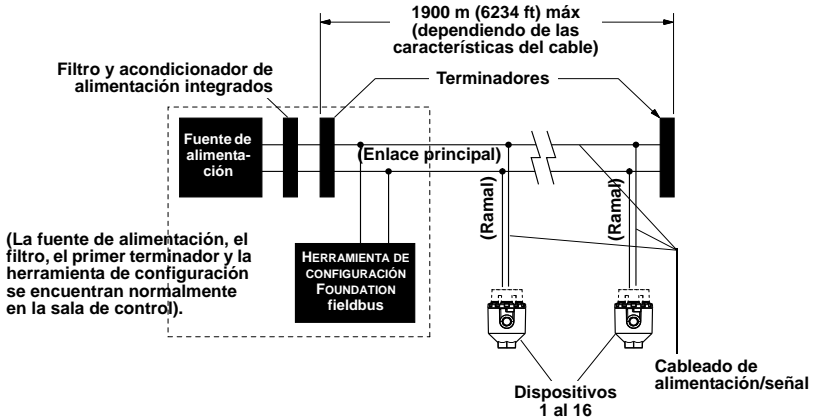 1900 m (6234 ft) máx
(dependiendo de las
características del cable)
Filtro y acondicionador de
alimentación integrados
Terminadores
Fuente de
alimenta-
ción
(Enlace principal)
(Ramal)
(Ramal)
(La fuente de alimentación, el
filtro, el primer terminador y la
herramienta de configuración
se encuentran normalmente
en la sala de control).
HERRAMIENTA DE
CONFIGURACIÓN
FOUNDATION
fieldbus
Cableado de
alimentación/señal
Dispositivos
1 al 16